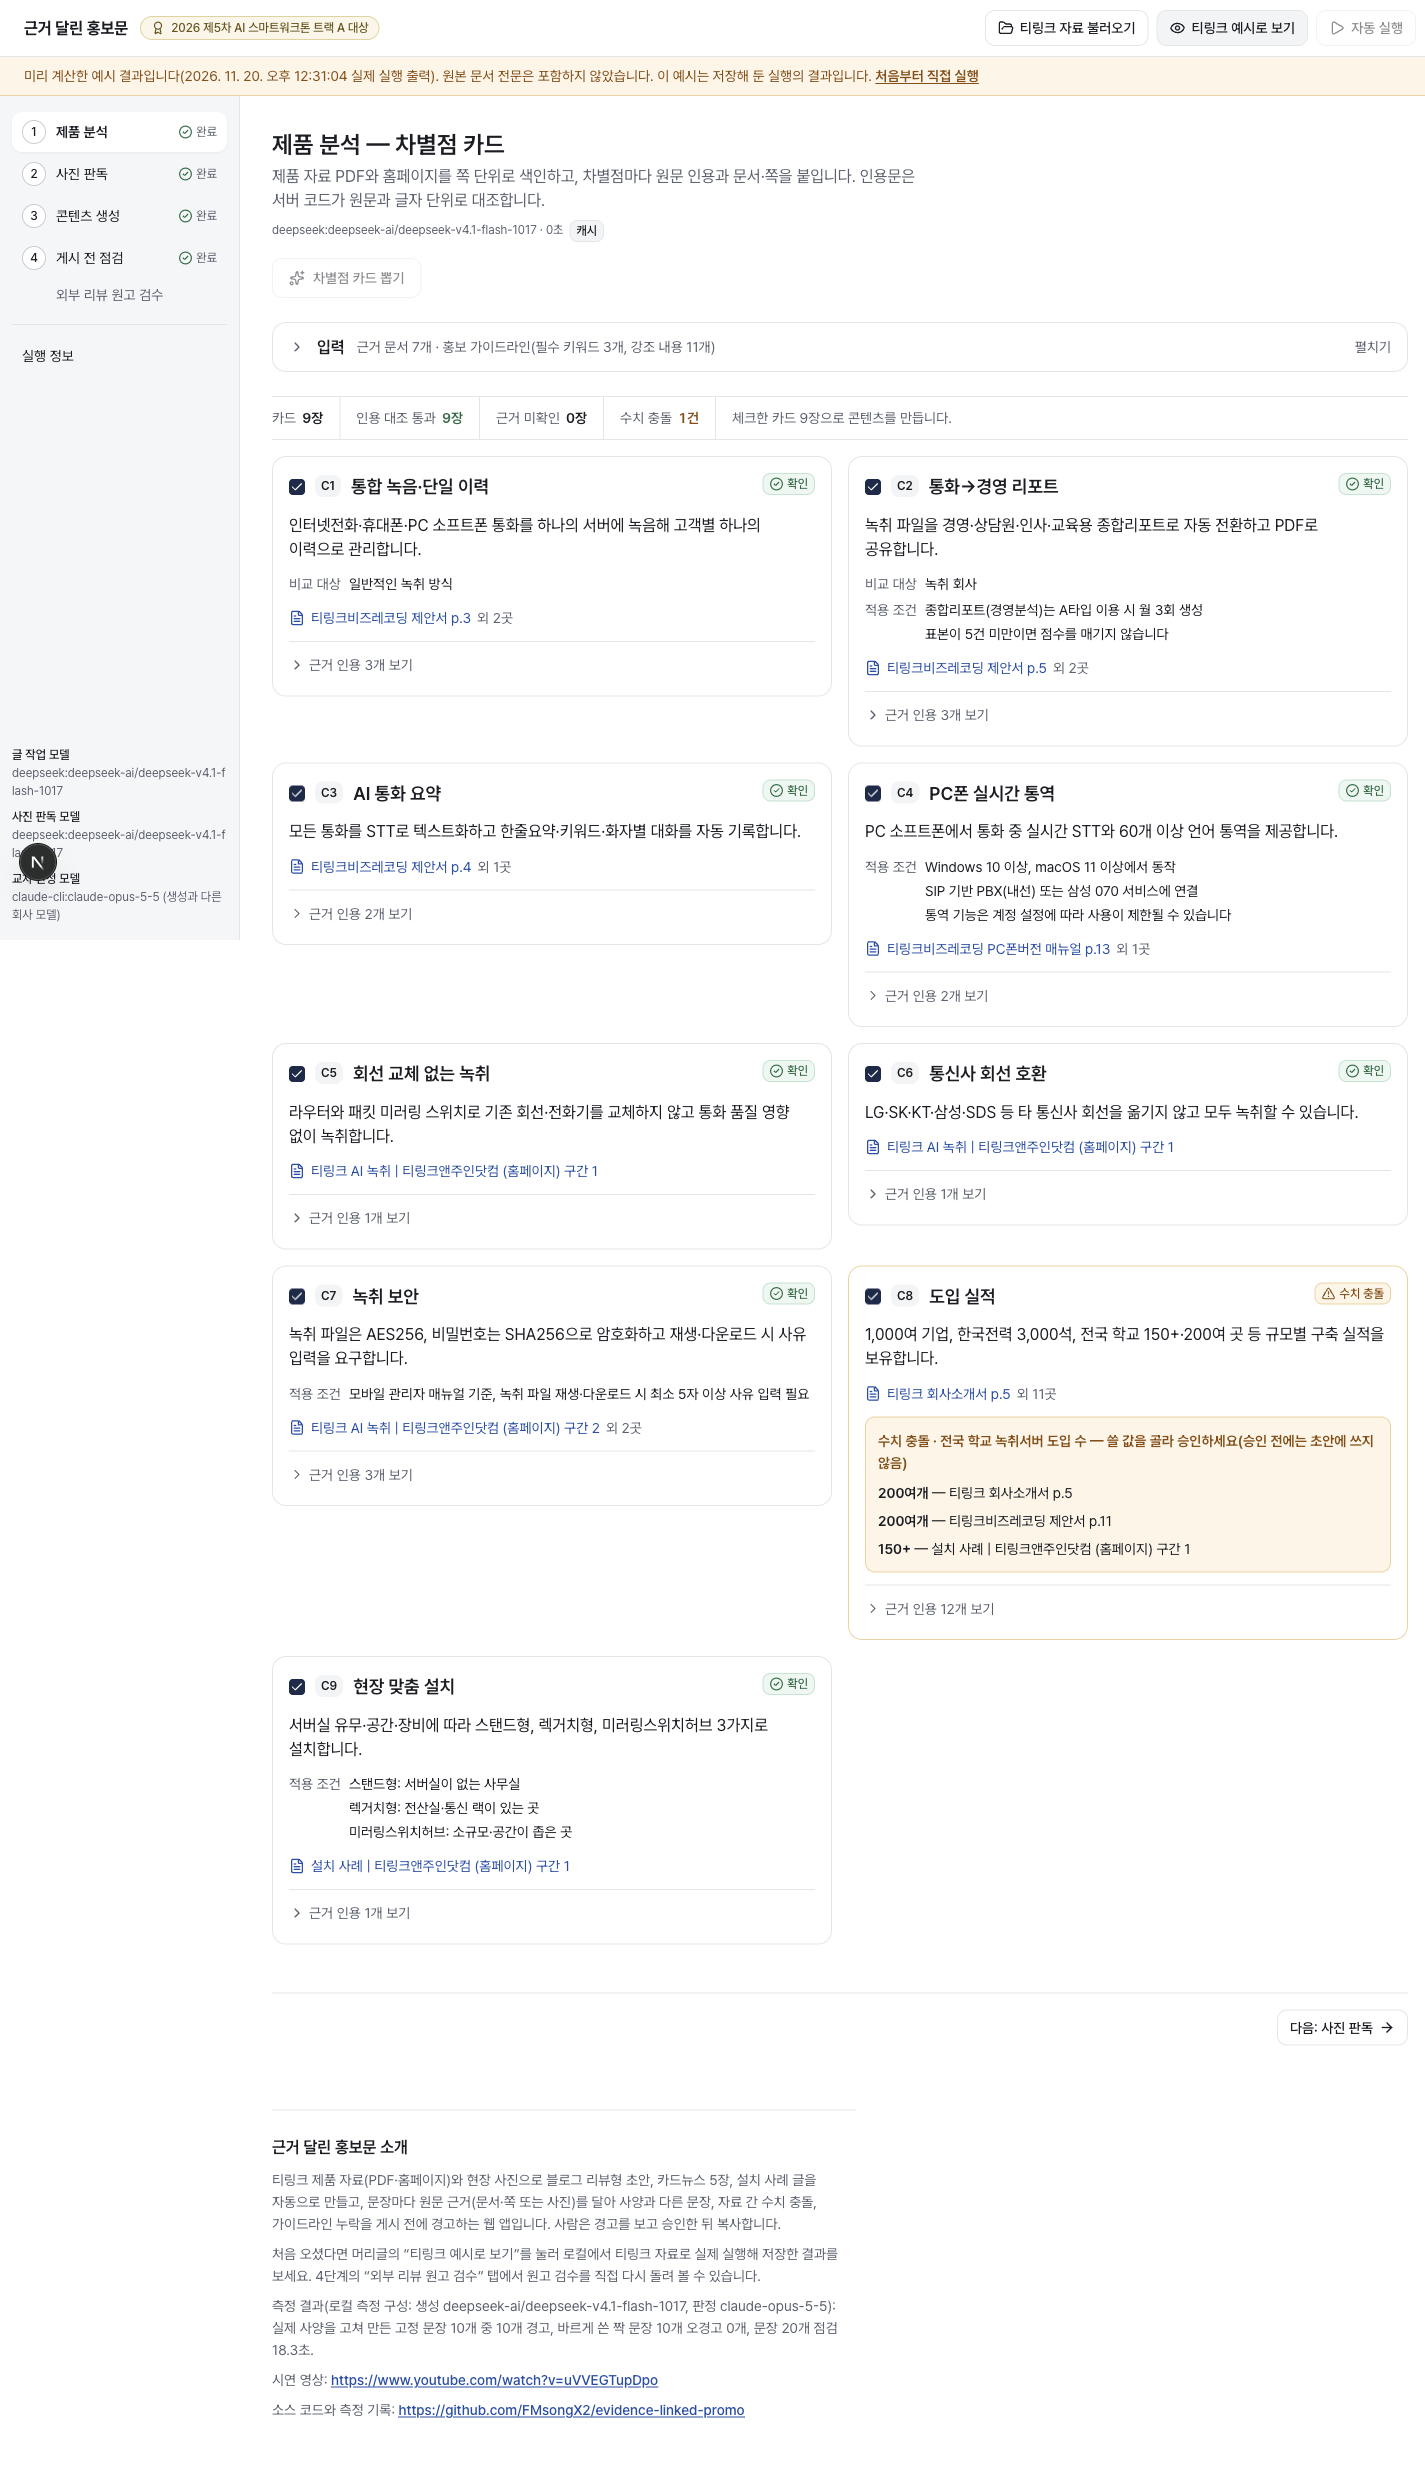 근거 달린 홍보문
2026 제5차 AI 스마트워크톤 트랙 A 대상
티링크 자료 불러오기
티링크 예시로 보기
자동 실행
미리 계산한 예시 결과입니다(2026. 11. 20. 오후 12:31:04 실제 실행 출력). 원본 문서 전문은 포함하지 않았습니다. 이 예시는 저장해 둔 실행의 결과입니다. 처음부터 직접 실행
1 제품 분석 완료
2 사진 판독 완료
3 콘텐츠 생성 완료
4 게시 전 점검 완료
외부 리뷰 원고 검수
실행 정보
글 작업 모델
deepseek:deepseek-ai/deepseek-v4.1-f
lash-1017
사진 판독 모델
deepseek:deepseek-ai/deepseek-v4.1-f
N
모델
claude-cli:claude-opus-5-5 (생성과 다른
회사 모델)
제품 분석 — 차별점 카드
제품 자료 PDF와 홈페이지를 쪽 단위로 색인하고, 차별점마다 원문 인용과 문서·쪽을 붙입니다. 인용문은
서버 코드가 원문과 글자 단위로 대조합니다.
deepseek:deepseek-ai/deepseek-v4.1-flash-1017 · 0초 캐시
차별점 카드 뽑기
입력 근거 문서 7개 · 홍보 가이드라인(필수 키워드 3개, 강조 내용 11개) 펼치기
카드 9장 인용 대조 통과 9장 근거 미확인 0장 수치 충돌 1건 체크한 카드 9장으로 콘텐츠를 만듭니다.
C1 통합 녹음·단일 이력 확인
인터넷전화·휴대폰·PC 소프트폰 통화를 하나의 서버에 녹음해 고객별 하나의
이력으로 관리합니다.
비교 대상 일반적인 녹취 방식
티링크비즈레코딩 제안서 p.3 외 2곳
근거 인용 3개 보기
C2 통화→경영 리포트 확인
녹취 파일을 경영·상담원·인사·교육용 종합리포트로 자동 전환하고 PDF로
공유합니다.
비교 대상 녹취 회사
적용 조건 종합리포트(경영분석)는 A타입 이용 시 월 3회 생성
표본이 5건 미만이면 점수를 매기지 않습니다
티링크비즈레코딩 제안서 p.5 외 2곳
근거 인용 3개 보기
C3 AI 통화 요약 확인
모든 통화를 STT로 텍스트화하고 한줄요약·키워드·화자별 대화를 자동 기록합니다.
티링크비즈레코딩 제안서 p.4 외 1곳
근거 인용 2개 보기
C4 PC폰 실시간 통역 확인
PC 소프트폰에서 통화 중 실시간 STT와 60개 이상 언어 통역을 제공합니다.
적용 조건 Windows 10 이상, macOS 11 이상에서 동작
SIP 기반 PBX(내선) 또는 삼성 070 서비스에 연결
통역 기능은 계정 설정에 따라 사용이 제한될 수 있습니다
티링크비즈레코딩 PC폰버전 매뉴얼 p.13 외 1곳
근거 인용 2개 보기
C5 회선 교체 없는 녹취 확인
라우터와 패킷 미러링 스위치로 기존 회선·전화기를 교체하지 않고 통화 품질 영향
없이 녹취합니다.
티링크 AI 녹취 | 티링크앤주인닷컴 (홈페이지) 구간 1
근거 인용 1개 보기
C6 통신사 회선 호환 확인
LG·SK·KT·삼성·SDS 등 타 통신사 회선을 옮기지 않고 모두 녹취할 수 있습니다.
티링크 AI 녹취 | 티링크앤주인닷컴 (홈페이지) 구간 1
근거 인용 1개 보기
C7 녹취 보안 확인
녹취 파일은 AES256, 비밀번호는 SHA256으로 암호화하고 재생·다운로드 시 사유
입력을 요구합니다.
적용 조건 모바일 관리자 매뉴얼 기준, 녹취 파일 재생·다운로드 시 최소 5자 이상 사유 입력 필요
티링크 AI 녹취 | 티링크앤주인닷컴 (홈페이지) 구간 2 외 2곳
근거 인용 3개 보기
C8 도입 실적 수치 충돌
1,000여 기업, 한국전력 3,000석, 전국 학교 150+·200여 곳 등 규모별 구축 실적을
보유합니다.
티링크 회사소개서 p.5 외 11곳
수치 충돌 · 전국 학교 녹취서버 도입 수 — 쓸 값을 골라 승인하세요(승인 전에는 초안에 쓰지
않음)
200여개 — 티링크 회사소개서 p.5
200여개 — 티링크비즈레코딩 제안서 p.11
150+ — 설치 사례 | 티링크앤주인닷컴 (홈페이지) 구간 1
근거 인용 12개 보기
C9 현장 맞춤 설치 확인
서버실 유무·공간·장비에 따라 스탠드형, 렉거치형, 미러링스위치허브 3가지로
설치합니다.
적용 조건 스탠드형: 서버실이 없는 사무실
렉거치형: 전산실·통신 랙이 있는 곳
미러링스위치허브: 소규모·공간이 좁은 곳
설치 사례 | 티링크앤주인닷컴 (홈페이지) 구간 1
근거 인용 1개 보기
다음: 사진 판독
근거 달린 홍보문 소개
티링크 제품 자료(PDF·홈페이지)와 현장 사진으로 블로그 리뷰형 초안, 카드뉴스 5장, 설치 사례 글을
자동으로 만들고, 문장마다 원문 근거(문서·쪽 또는 사진)를 달아 사양과 다른 문장, 자료 간 수치 충돌,
가이드라인 누락을 게시 전에 경고하는 웹 앱입니다. 사람은 경고를 보고 승인한 뒤 복사합니다.
처음 오셨다면 머리글의 “티링크 예시로 보기”를 눌러 로컬에서 티링크 자료로 실제 실행해 저장한 결과를
보세요. 4단계의 “외부 리뷰 원고 검수” 탭에서 원고 검수를 직접 다시 돌려 볼 수 있습니다.
측정 결과(로컬 측정 구성: 생성 deepseek-ai/deepseek-v4.1-flash-1017, 판정 claude-opus-5-5):
실제 사양을 고쳐 만든 고정 문장 10개 중 10개 경고, 바르게 쓴 짝 문장 10개 오경고 0개, 문장 20개 점검
18.3초.
시연 영상: https://www.youtube.com/watch?v=uVVEGTupDpo
소스 코드와 측정 기록: https://github.com/FMsongX2/evidence-linked-promo